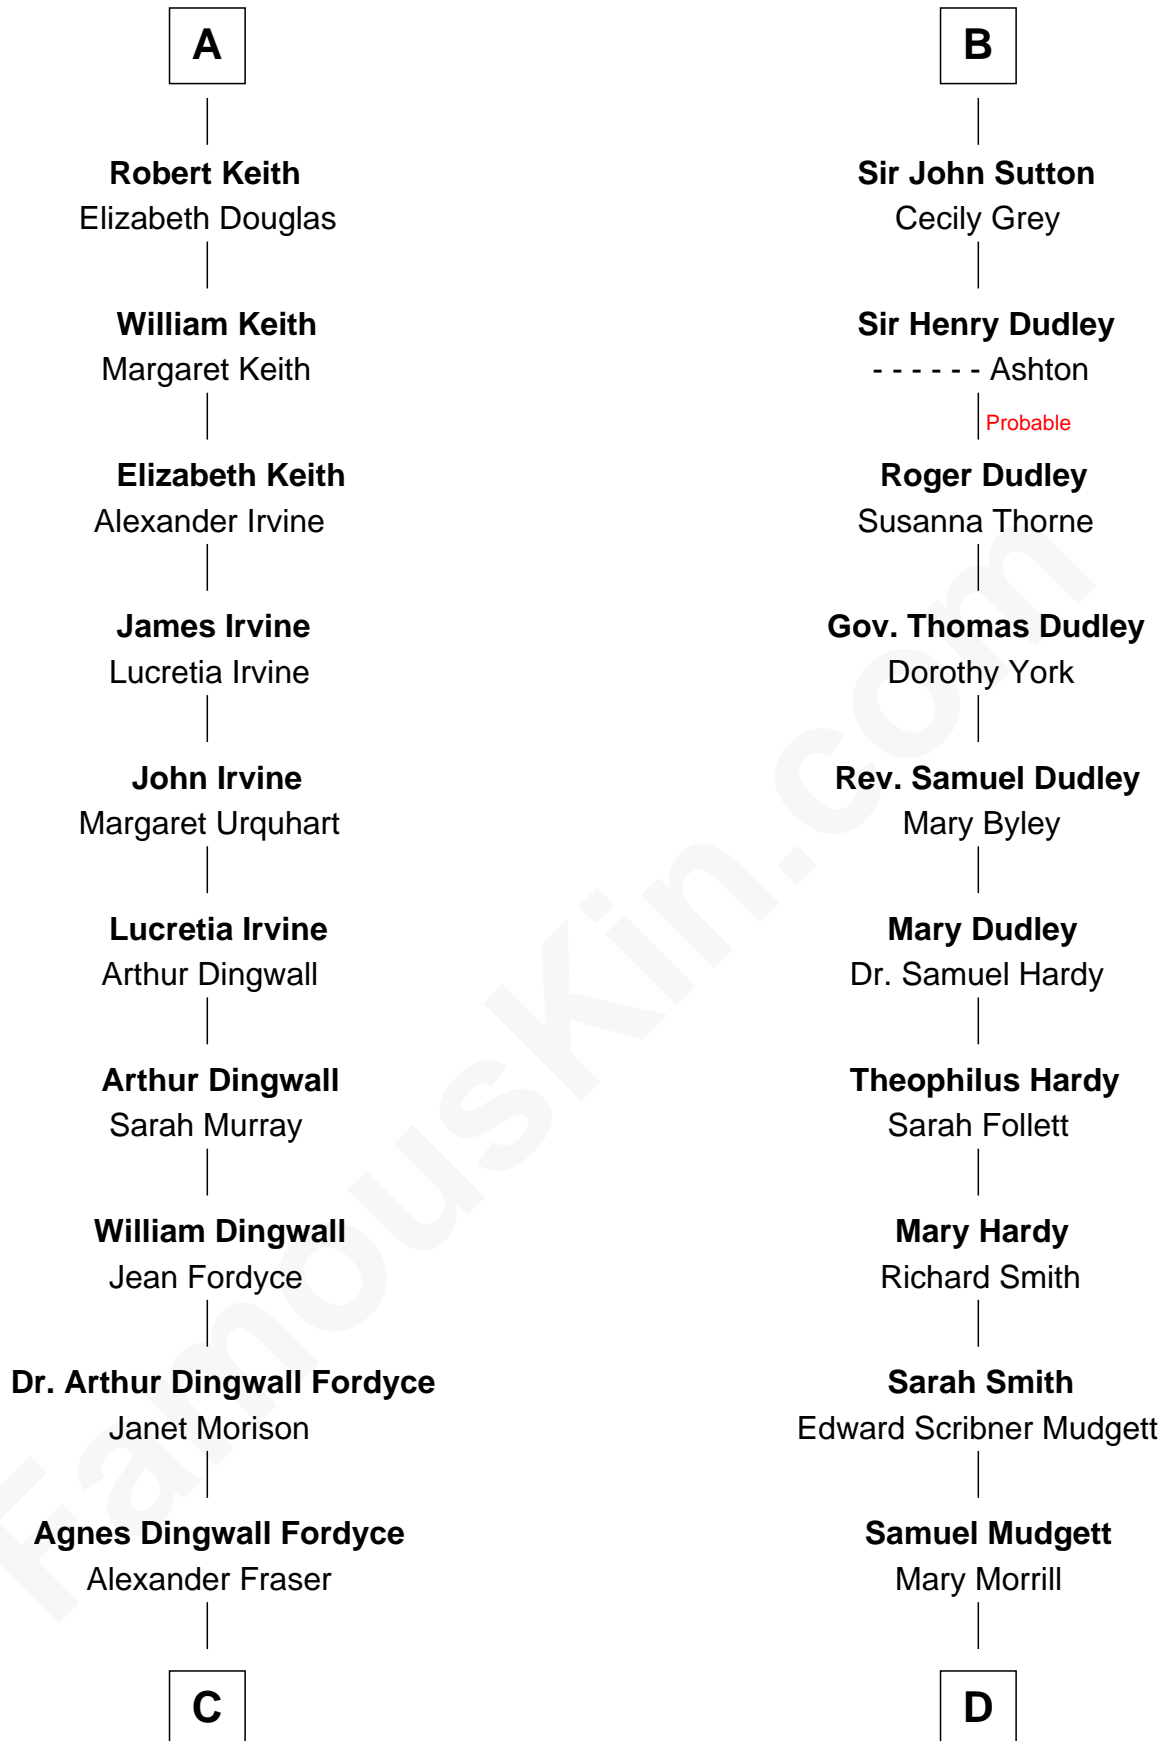 A
Robert Keith
Elizabeth Douglas
William Keith
Margaret Keith
Elizabeth Keith
Alexander Irvine
James Irvine
Lucretia Irvine
John Irvine
Margaret Urquhart
Lucretia Irvine
Arthur Dingwall
Arthur Dingwall
Sarah Murray
William Dingwall
Jean Fordyce
Dr. Arthur Dingwall Fordyce
Janet Morison
Agnes Dingwall Fordyce
Alexander Fraser
C
B
Sir John Sutton
Cecily Grey
Sir Henry Dudley
- - - - - - Ashton
Probable
Roger Dudley
Susanna Thorne
Gov. Thomas Dudley
Dorothy York
Rev. Samuel Dudley
Mary Byley
Mary Dudley
Dr. Samuel Hardy
Theophilus Hardy
Sarah Follett
Mary Hardy
Richard Smith
Sarah Smith
Edward Scribner Mudgett
Samuel Mudgett
Mary Morrill
D
FamousKin.com